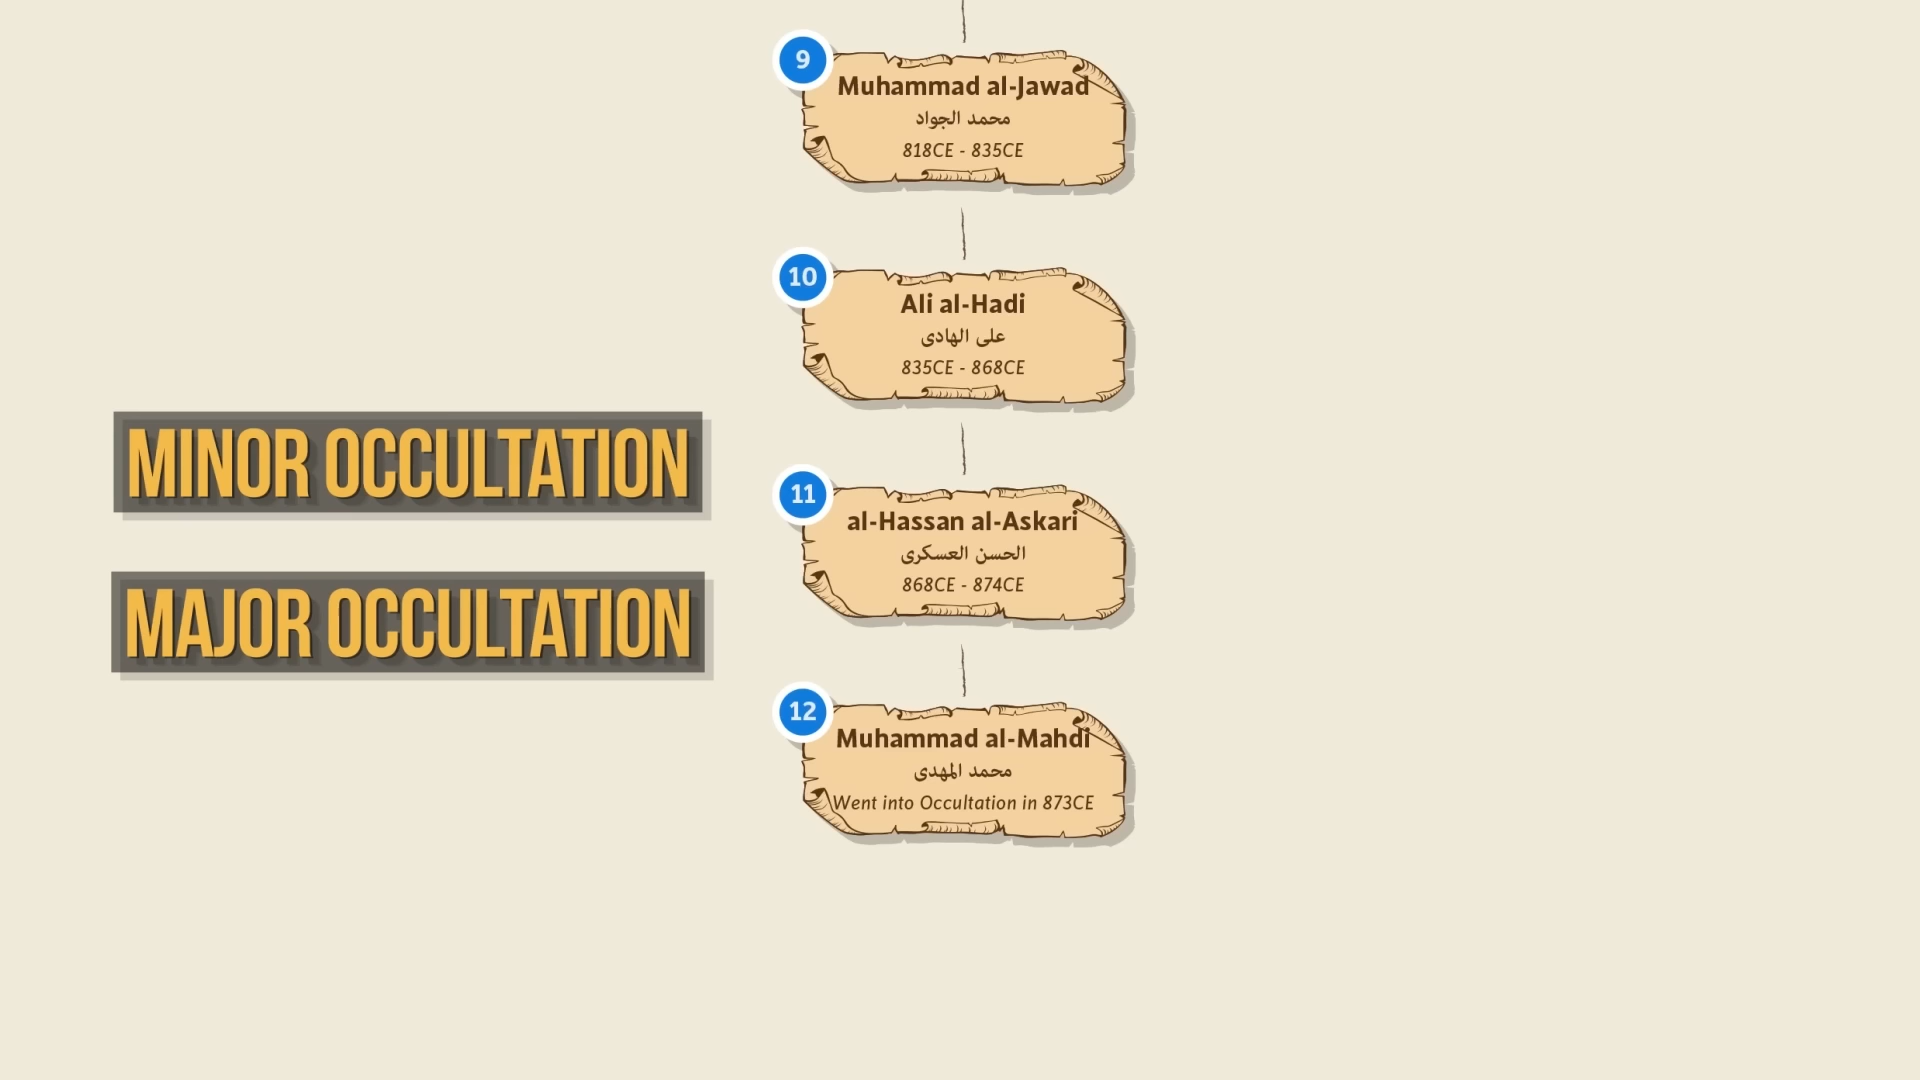 9
Muhammad al-Jawad
محمد الجواد
818CE - 835CE
10
Ali al-Hadi
على الهادى
835CE - 868CE
MINOR OCCULTATION
MAJOR OCCULTATION
11
al-Hassan al-Askari
الحسن العسكرى
868CE - 874CE
12
Muhammad al-Mahdi
محمد المهدى
Went into Occultation in 873CE